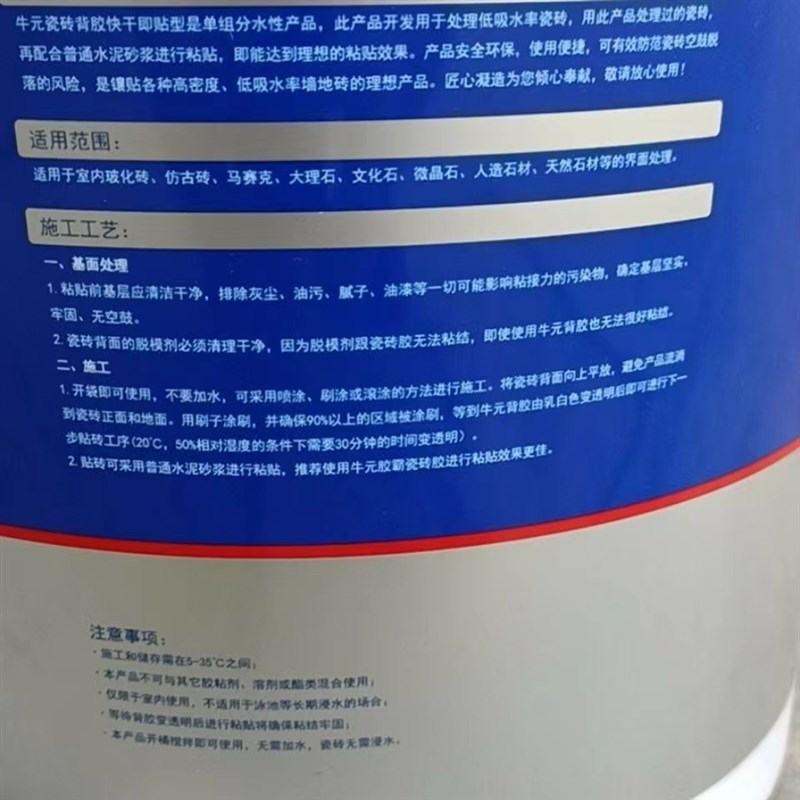 牛元瓷砖背胶快干即贴型是单组分水性产品，此产品开发用于处理低吸水率瓷砖，用此产品处理过的瓷砖，
再配合普通水泥砂浆进行粘贴，即能达到理想的粘贴效果。产品安全环保，使用便捷，可有效防范瓷砖空鼓脱
落的风险，是镶贴各种高密度、低吸水率墙地砖的理想产品。匠心凝造为您倾心奉献，敬请放心使用！
适用范围：
适用于室内玻化砖、仿古砖、马赛克、大理石、文化石、微晶石、人造石材、天然石材等的界面处理。
施工工艺：
一、基面处理
1. 粘贴前基层应清洁干净，排除灰尘、油污、腻子、油漆等一切可能影响粘接力的污染物，确定基层坚实、
牢固、无空鼓。
2. 瓷砖背面的脱模剂必须清理干净，因为脱模剂跟瓷砖胶无法粘结，即使使用牛元背胶也无法很好粘结。
二、施工
1. 开袋即可使用，不要加水，可采用喷涂、刷涂或滚涂的方法进行施工。将瓷砖背面向上平放，避免产品流淌
到瓷砖正面和地面。用刷子涂刷，并确保90%以上的区域被涂刷，等到牛元背胶由乳白色变透明后即可进行下一
步贴砖工序(20℃，50%相对湿度的条件下需要30分钟的时间变透明）。
2. 贴砖可采用普通水泥砂浆进行粘贴，推荐使用牛元胶霸瓷砖胶进行粘贴效果更佳。
注意事项：
·施工和储存需在5-35℃之间；
·本产品不可与其它胶粘剂、溶剂或酯类混合使用；
·仅限于室内使用，不适用于泳池等长期浸水的场合；
·等待背胶变透明后进行粘贴将确保粘结牢固；
·本产品开桶搅拌即可使用，无需加水，瓷砖无需浸水。